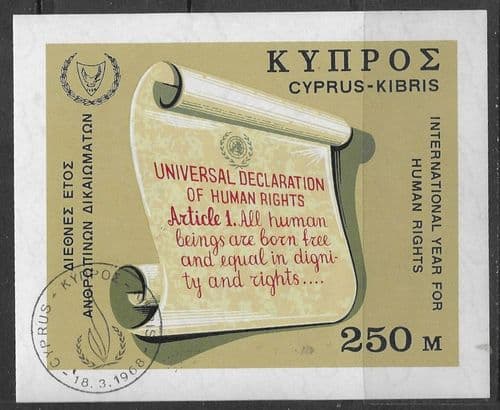 ΚΥΠΡΟΣ
CYPRUS-KIBRIS
ΔΙΕΘΝΕΣ ΕΤΟΣ
ΑΝΘΡΩΠΙΝΩΝ ΔΙΚΑΙΩΜΑΤΩΝ
INTERNATIONAL YEAR FOR
HUMAN RIGHTS
UNIVERSAL DECLARATION
OF HUMAN RIGHTS
Article 1. All human
beings are born free
and equal in digni-
ty and rights....
250 M
CYPRUS - ΚΥΠΡΟΣ
- 18.3.1968 -